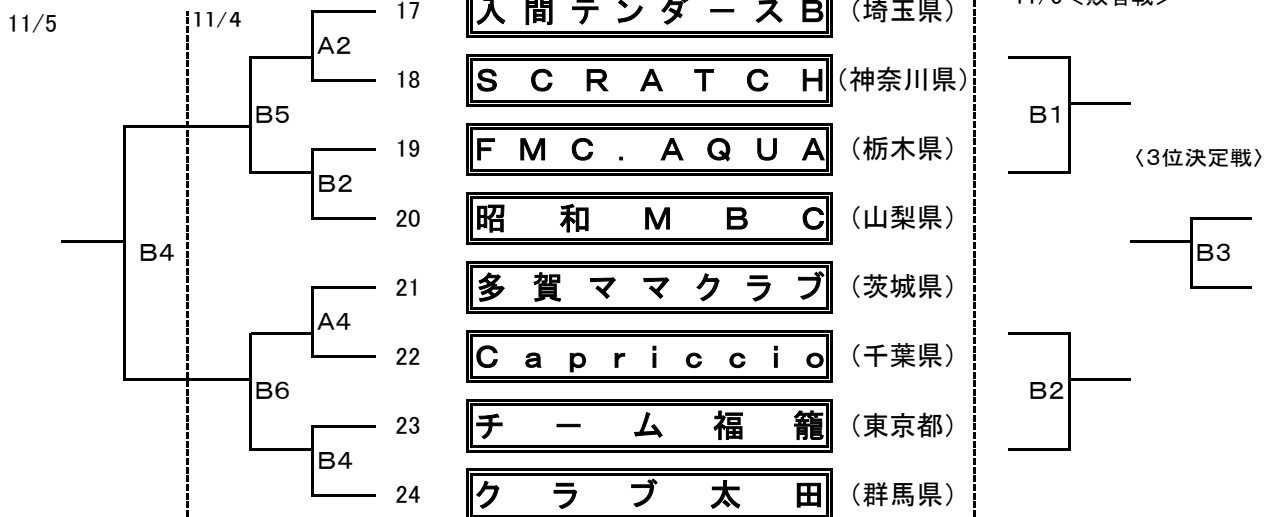 11/5
11/4
17 入間テンダースB (埼玉県)
A2
18 SCRATCH (神奈川県)
B5
B1
19 FMC.AQUA (栃木県)
〈3位決定戦〉
B2
20 昭和MBC (山梨県)
B4
B3
21 多賀ママクラブ (茨城県)
A4
22 Capriccio (千葉県)
B6
B2
23 チーム福籠 (東京都)
B4
24 クラブ太田 (群馬県)